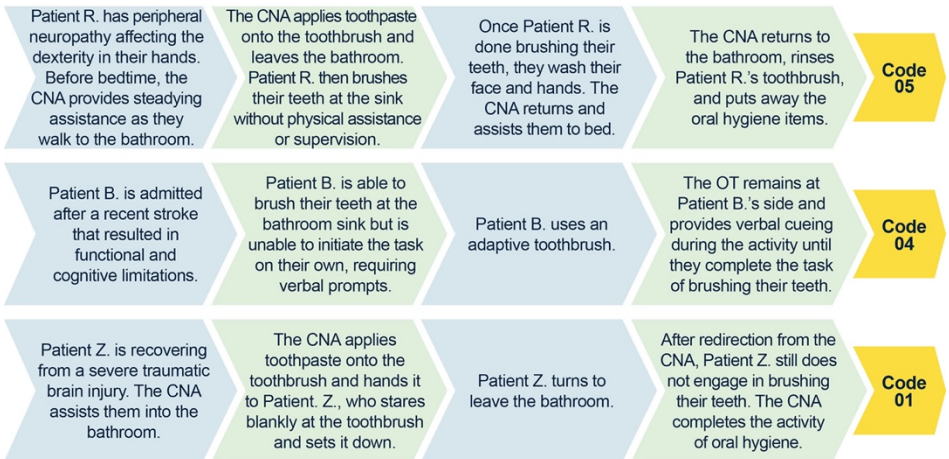 Patient R. has peripheral
neuropathy affecting the
dexterity in their hands.
Before bedtime, the
CNA provides steadying
assistance as they
walk to the bathroom.
The CNA applies toothpaste
onto the toothbrush and
leaves the bathroom.
Patient R. then brushes
their teeth at the sink
without physical assistance
or supervision.
Once Patient R. is
done brushing their
teeth, they wash their
face and hands. The
CNA returns and
assists them to bed.
The CNA returns to
the bathroom, rinses
Patient R.'s toothbrush,
and puts away the
oral hygiene items.
Code
05
Patient B. is admitted
after a recent stroke
that resulted in
functional and
cognitive limitations.
Patient B. is able to
brush their teeth at the
bathroom sink but is
unable to initiate the task
on their own, requiring
verbal prompts.
Patient B. uses an
adaptive toothbrush.
The OT remains at
Patient B.'s side and
provides verbal cueing
during the activity until
they complete the task
of brushing their teeth.
Code
04
Patient Z. is recovering
from a severe traumatic
brain injury. The CNA
assists them into the
bathroom.
The CNA applies
toothpaste onto the
toothbrush and hands it
to Patient. Z., who stares
blankly at the toothbrush
and sets it down.
Patient Z. turns to
leave the bathroom.
After redirection from the
CNA, Patient Z. still does
not engage in brushing
their teeth. The CNA
completes the activity
of oral hygiene.
Code
01